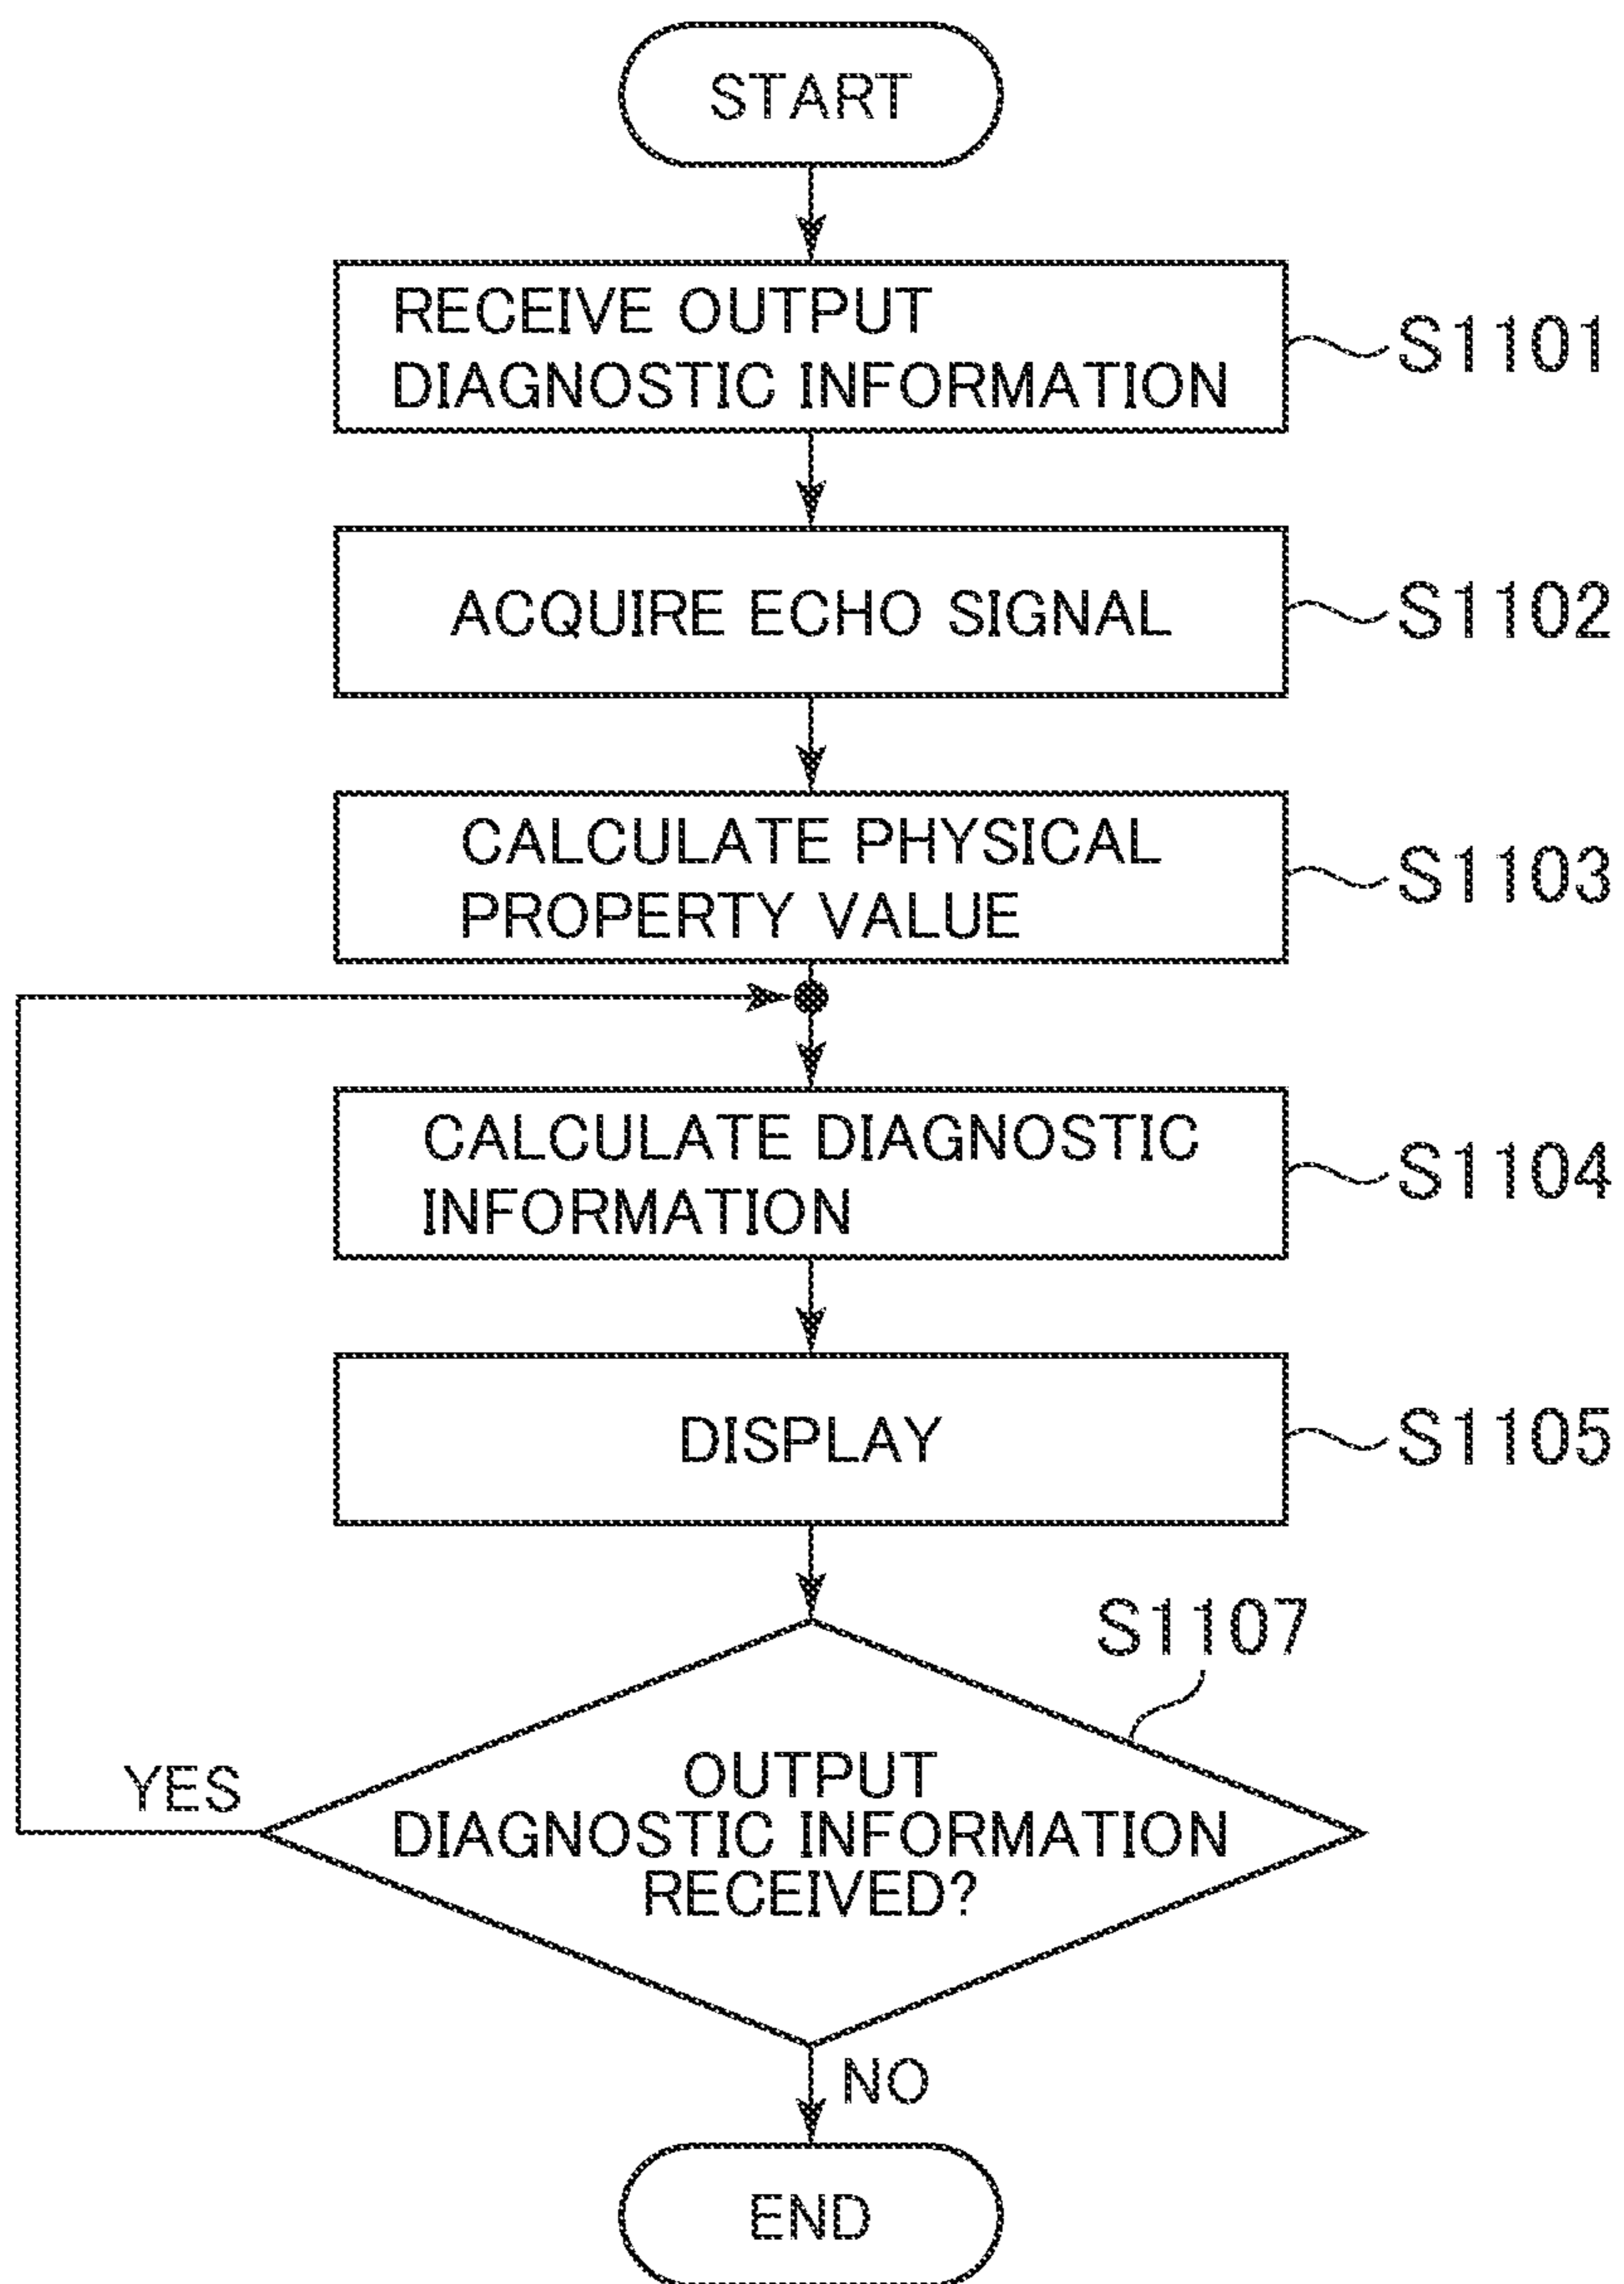 START
RECEIVE OUTPUT
DIAGNOSTIC INFORMATION
S1101
ACQUIRE ECHO SIGNAL
S1102
CALCULATE PHYSICAL
PROPERTY VALUE
S1103
CALCULATE DIAGNOSTIC
INFORMATION
S1104
DISPLAY
S1105
S1107
OUTPUT
DIAGNOSTIC INFORMATION
RECEIVED?
YES
NO
END